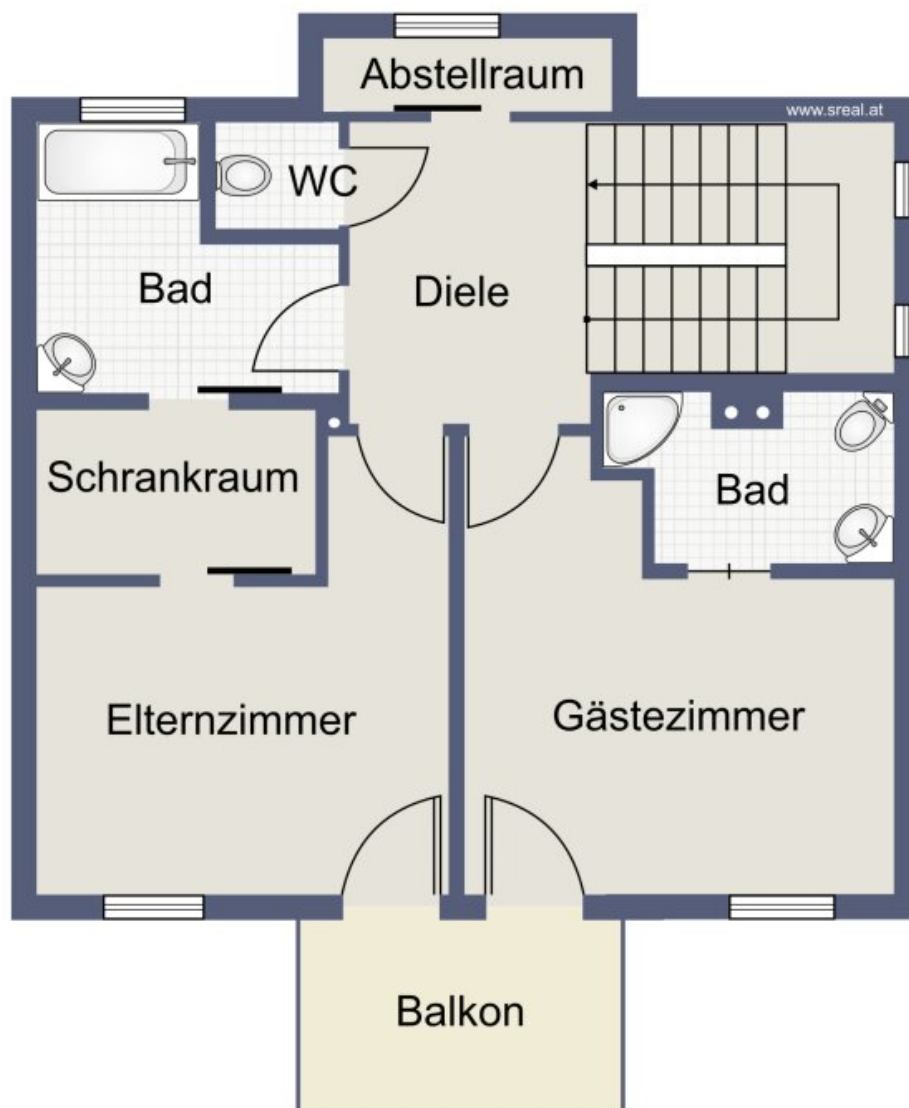 Abstellraum
www.sreal.at
WC
Bad
Diele
Schrankraum
Bad
Elternzimmer
Gästezimmer
Balkon